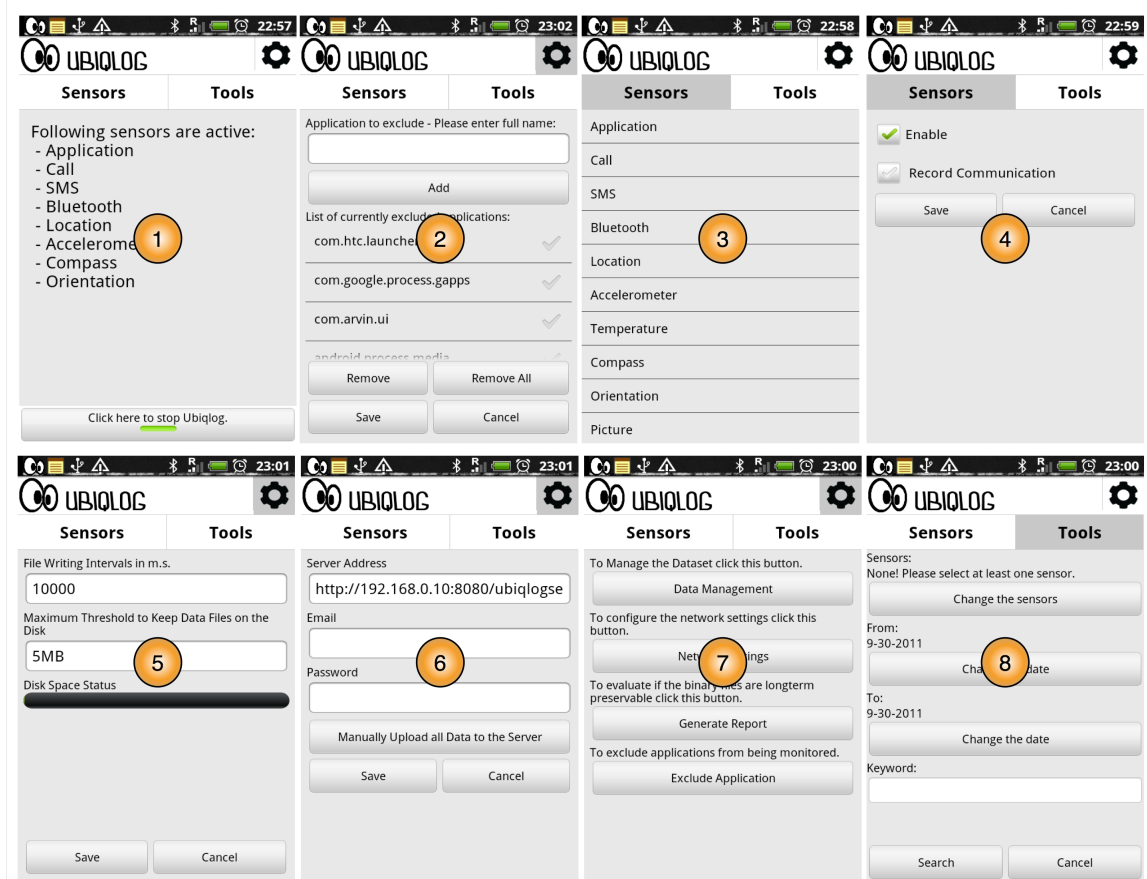 22:57
UBIQLOG
Sensors Tools
Following sensors are active:
- Application
- Call
- SMS
- Bluetooth
- Location
- Accelerome
- Compass
- Orientation
1
Click here to stop Ubiqlog.
23:02
UBIQLOG
Sensors Tools
Application to exclude - Please enter full name:
Add
List of currently exclude plications:
com.htc.launche
2
com.google.process.gapps
com.arvin.ui
android.process.media
Remove Remove All
Save Cancel
22:58
UBIQLOG
Sensors Tools
Application
Call
SMS
Bluetooth
3
Location
Accelerometer
Temperature
Compass
Orientation
Picture
22:59
UBIQLOG
Sensors Tools
Enable
Record Communication
Save Cancel
4
23:01
UBIQLOG
Sensors Tools
File Writing Intervals in m.s.
10000
Maximum Threshold to Keep Data Files on the
Disk
5MB
5
Disk Space Status
Save Cancel
23:01
UBIQLOG
Sensors Tools
Server Address
http://192.168.0.10:8080/ubiqlogse
Email
6
Password
Manually Upload all Data to the Server
Save Cancel
23:00
UBIQLOG
Sensors Tools
To Manage the Dataset click this button.
Data Management
To configure the network settings click this
button.
Net ings
7
To evaluate if the binary files are longterm
preservable click this button.
Generate Report
To exclude applications from being monitored.
Exclude Application
23:00
UBIQLOG
Sensors Tools
Sensors:
None! Please select at least one sensor.
Change the sensors
From:
9-30-2011
Cha date
8
To:
9-30-2011
Change the date
Keyword:
Search Cancel